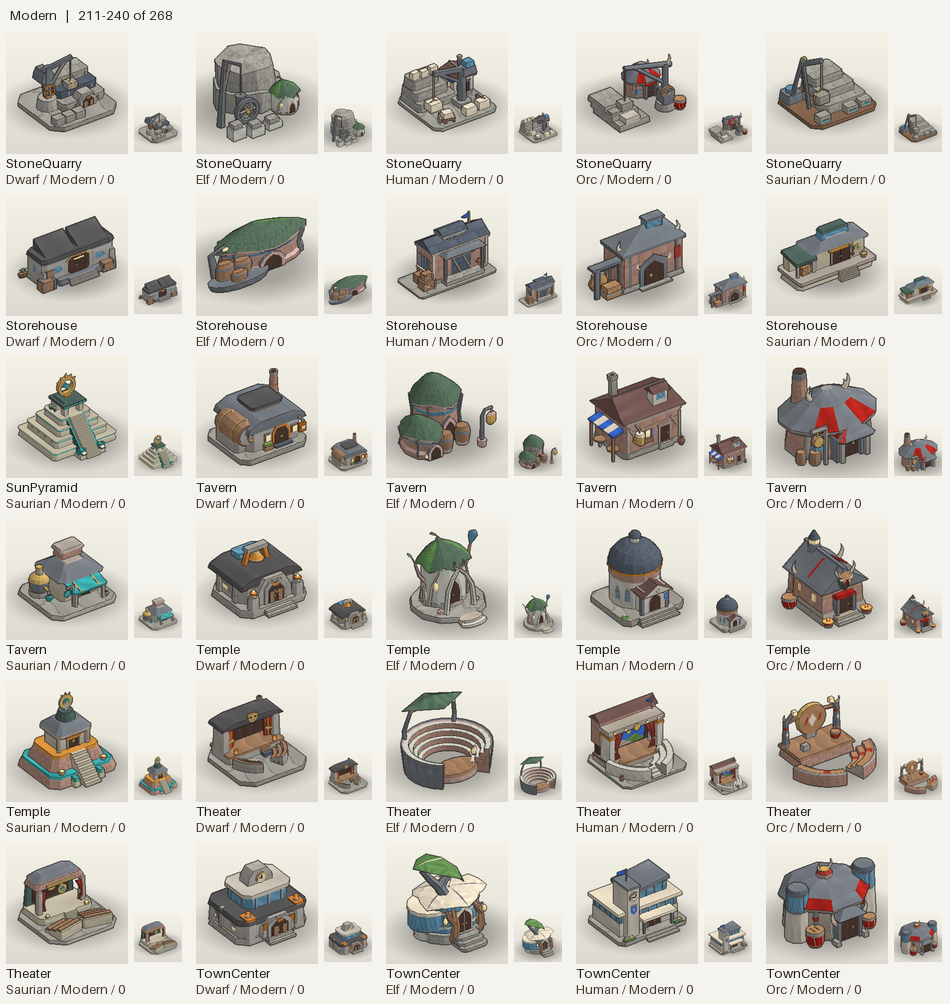 Modern | 211-240 of 268
StoneQuarry StoneQuarry StoneQuarry StoneQuarry StoneQuarry
Dwarf / Modern / 0 Elf / Modern / 0 Human / Modern / 0 Orc / Modern / 0 Saurian / Modern / 0
Storehouse Storehouse Storehouse Storehouse Storehouse
Dwarf / Modern / 0 Elf / Modern / 0 Human / Modern / 0 Orc / Modern / 0 Saurian / Modern / 0
SunPyramid Tavern Tavern Tavern Tavern
Saurian / Modern / 0 Dwarf / Modern / 0 Elf / Modern / 0 Human / Modern / 0 Orc / Modern / 0
Tavern Temple Temple Temple Temple
Saurian / Modern / 0 Dwarf / Modern / 0 Elf / Modern / 0 Human / Modern / 0 Orc / Modern / 0
Temple Theater Theater Theater Theater
Saurian / Modern / 0 Dwarf / Modern / 0 Elf / Modern / 0 Human / Modern / 0 Orc / Modern / 0
Theater TownCenter TownCenter TownCenter TownCenter
Saurian / Modern / 0 Dwarf / Modern / 0 Elf / Modern / 0 Human / Modern / 0 Orc / Modern / 0